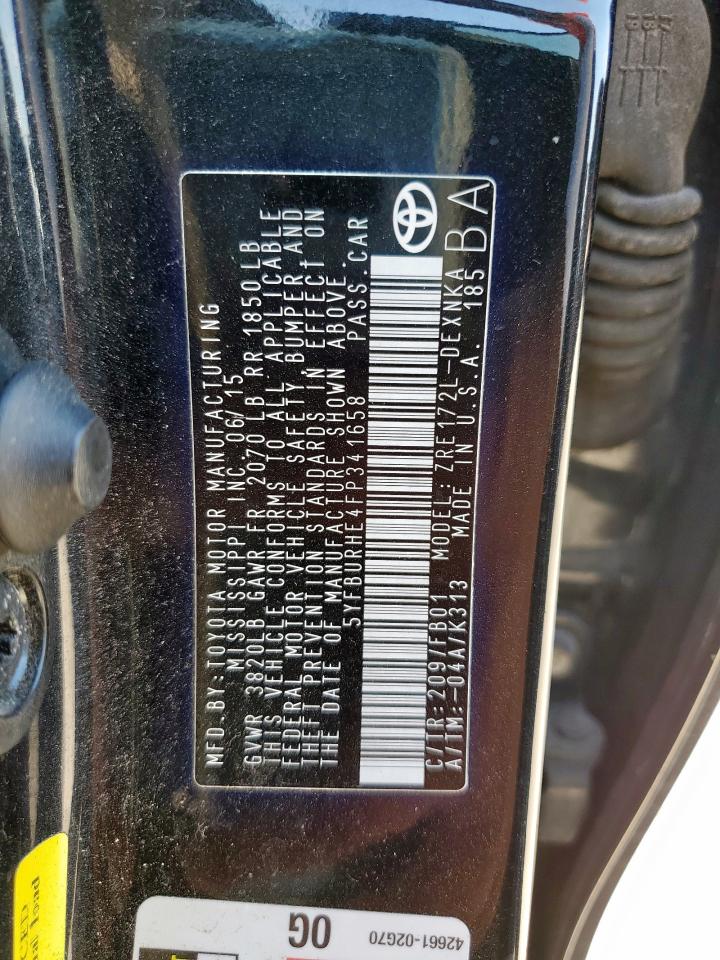 MFD.BY:TOYOTA MOTOR MANUFACTURING
MISSISSIPPI INC. 06/15
GVWR 3820LB GAWR FR 2070 LB RR 1850 LB
THIS VEHICLE CONFORMS TO ALL APPLICABLE
FEDERAL MOTOR VEHICLE SAFETY, BUMPER, AND
THEFT PREVENTION STANDARDS IN EFFECT ON
THE DATE OF MANUFACTURE SHOWN ABOVE.
5YFBURHE4FP341658 PASS.CAR
C/TR:209/FB01 MODEL: ZRE172L-DEXNKA
A/TM:-04A/K313 MADE IN U.S.A. 185
BA
0G
42661-02G70
Load